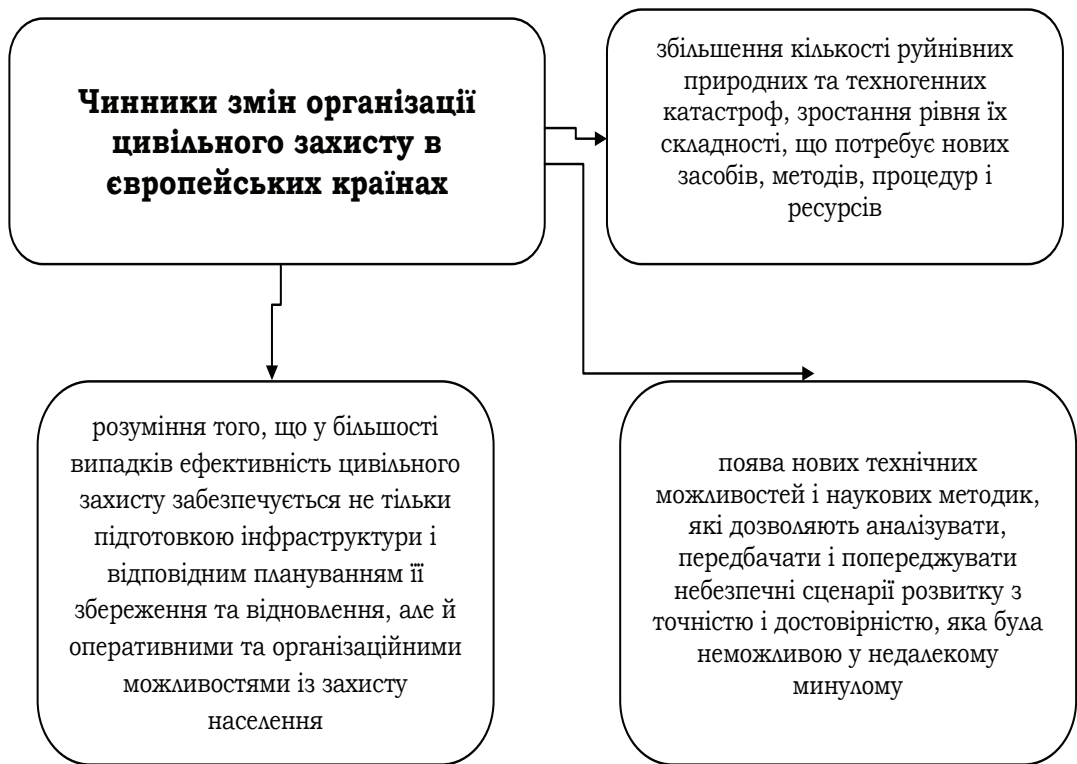 Чинники змін організації
цивільного захисту в
європейських країнах
збільшення кількості руйнівних
природних та техногенних
катастроф, зростання рівня їх
складності, що потребує нових
засобів, методів, процедур і
ресурсів
розуміння того, що у більшості
випадків ефективність цивільного
захисту забезпечується не тільки
підготовкою інфраструктури і
відповідним плануванням її
збереження та відновлення, але й
оперативними та організаційними
можливостями із захисту
населення
поява нових технічних
можливостей і наукових методик,
які дозволяють аналізувати,
передбачати і попереджувати
небезпечні сценарії розвитку з
точністю і достовірністю, яка була
неможливою у недалекому
минулому